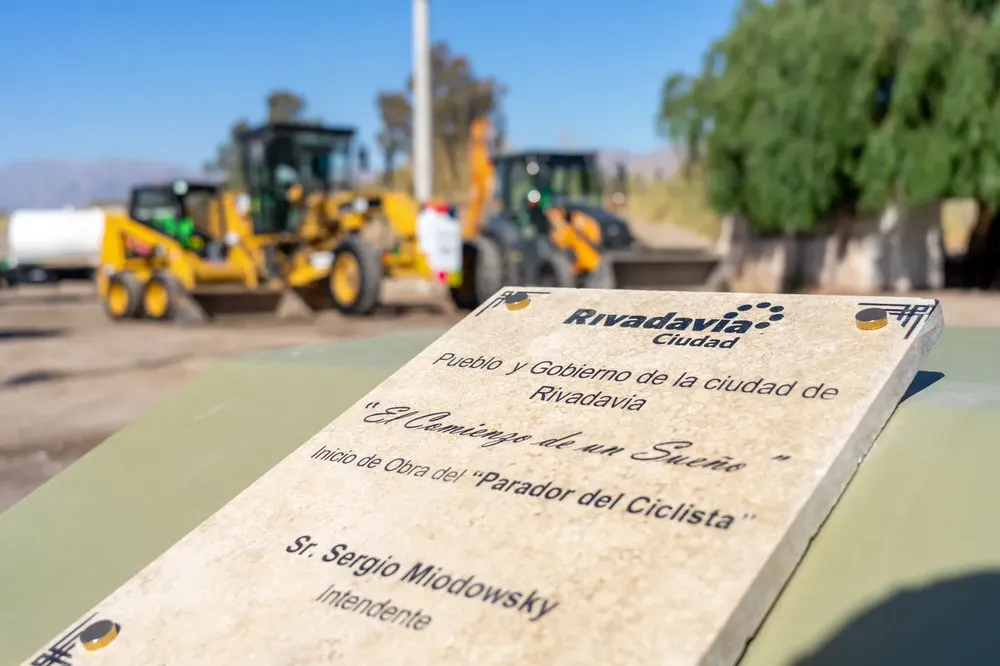 Rivadavia
Ciudad
Pueblo y Gobierno de la ciudad de
Rivadavia
"El Comienzo de un Sueño "
Inicio de Obra del "Parador del Ciclista"
Sr. Sergio Miodowsky
Intendente